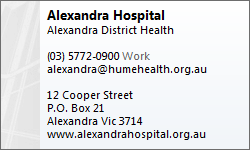 Alexandra Hospital
Alexandra District Health
(03) 5772-0900 Work
alexandra@humehealth.org.au
12 Cooper Street
P.O. Box 21
Alexandra Vic 3714
www.alexandrahospital.org.au